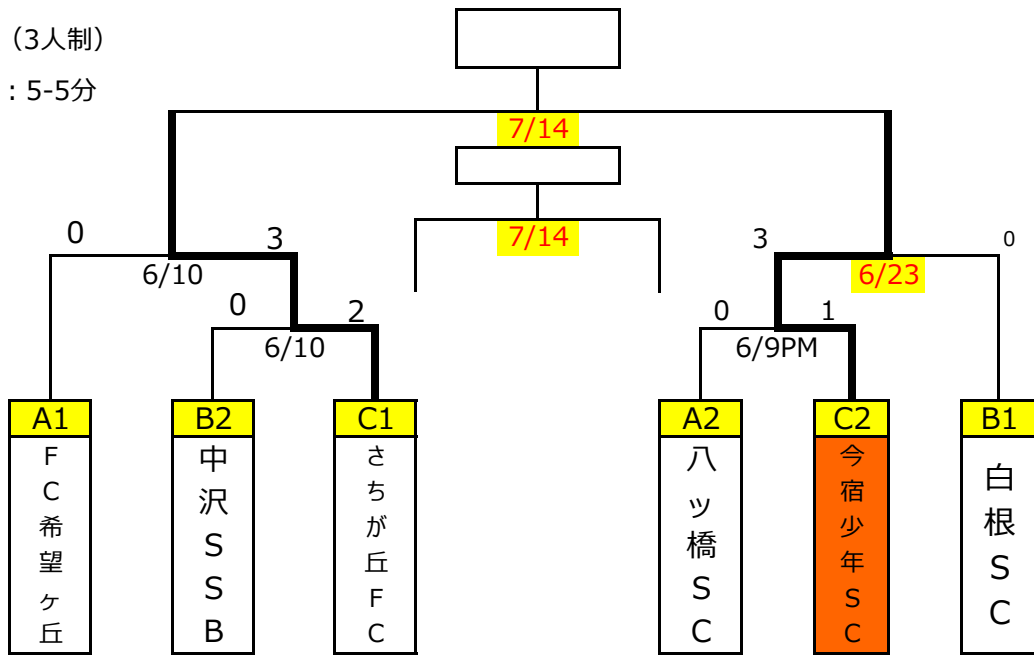 (3人制)
: 5-5分
7/14
7/14
0
3
3
0
6/10
6/23
0
2
0
1
6/10
6/9PM
A1
B2
C1
A2
C2
B1
FC希望ヶ丘
中沢SSB
さちが丘FC
八ッ橋SC
今宿少年SC
白根SC